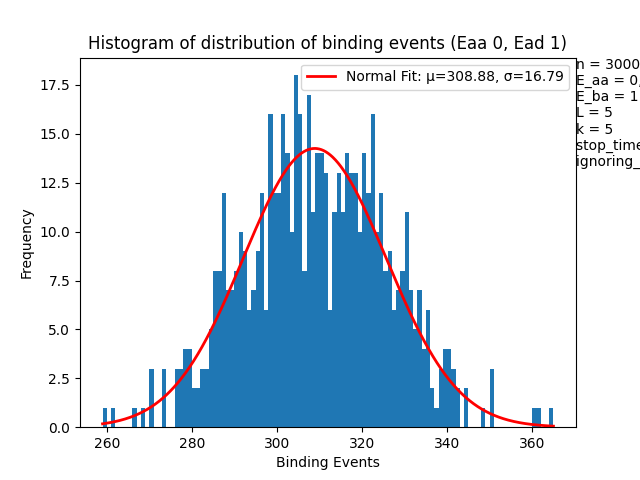 Histogram of distribution of binding events (Eaa 0, Ead 1)
Normal Fit: μ=308.88, σ=16.79
n = 3000
E_aa = 0,
E_ba = 1
L = 5
k = 5
stop_time
ignoring_
17.5
15.0
12.5
10.0
7.5
5.0
2.5
0.0
Frequency
260 280 300 320 340 360
Binding Events